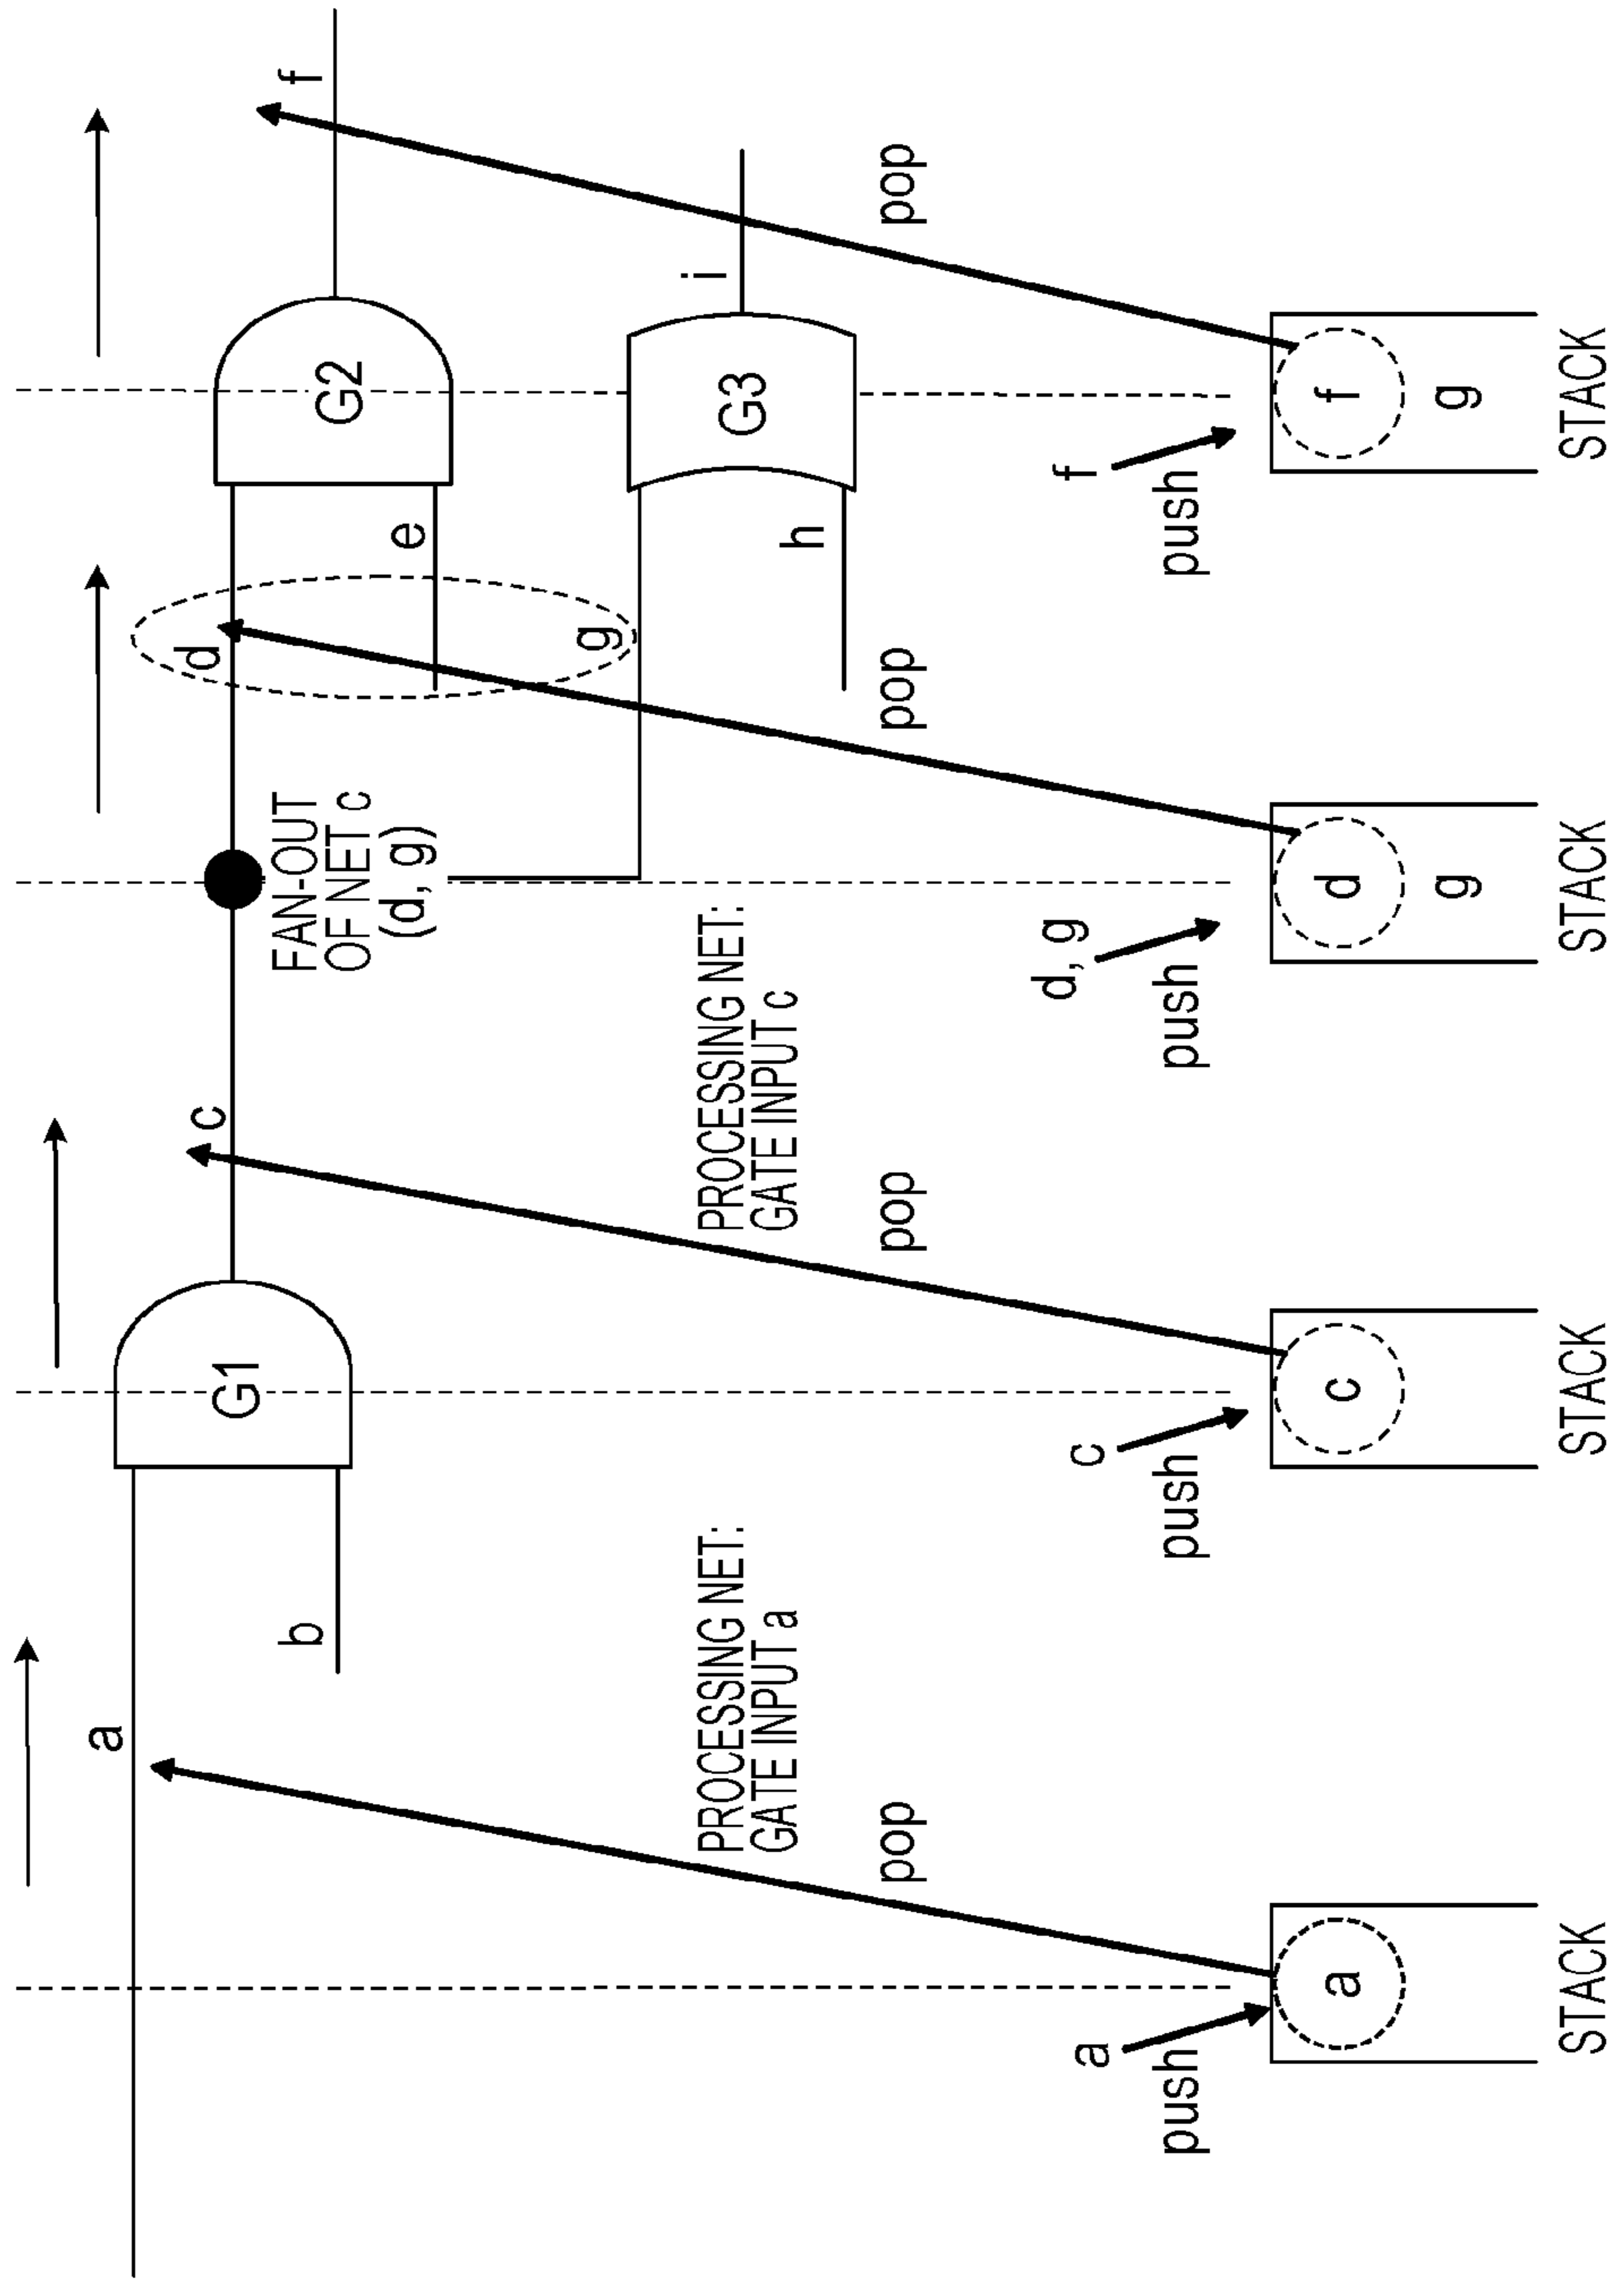 a
b
G1
c
FAN-OUT
OF NET c
(d, g)
d
e
g
h
G2
G3
f
i
PROCESSING NET:
GATE INPUT a
PROCESSING NET:
GATE INPUT c
pop
pop
pop
pop
a
push
c
push
d, g
push
f
push
a
c
d
g
f
g
STACK
STACK
STACK
STACK